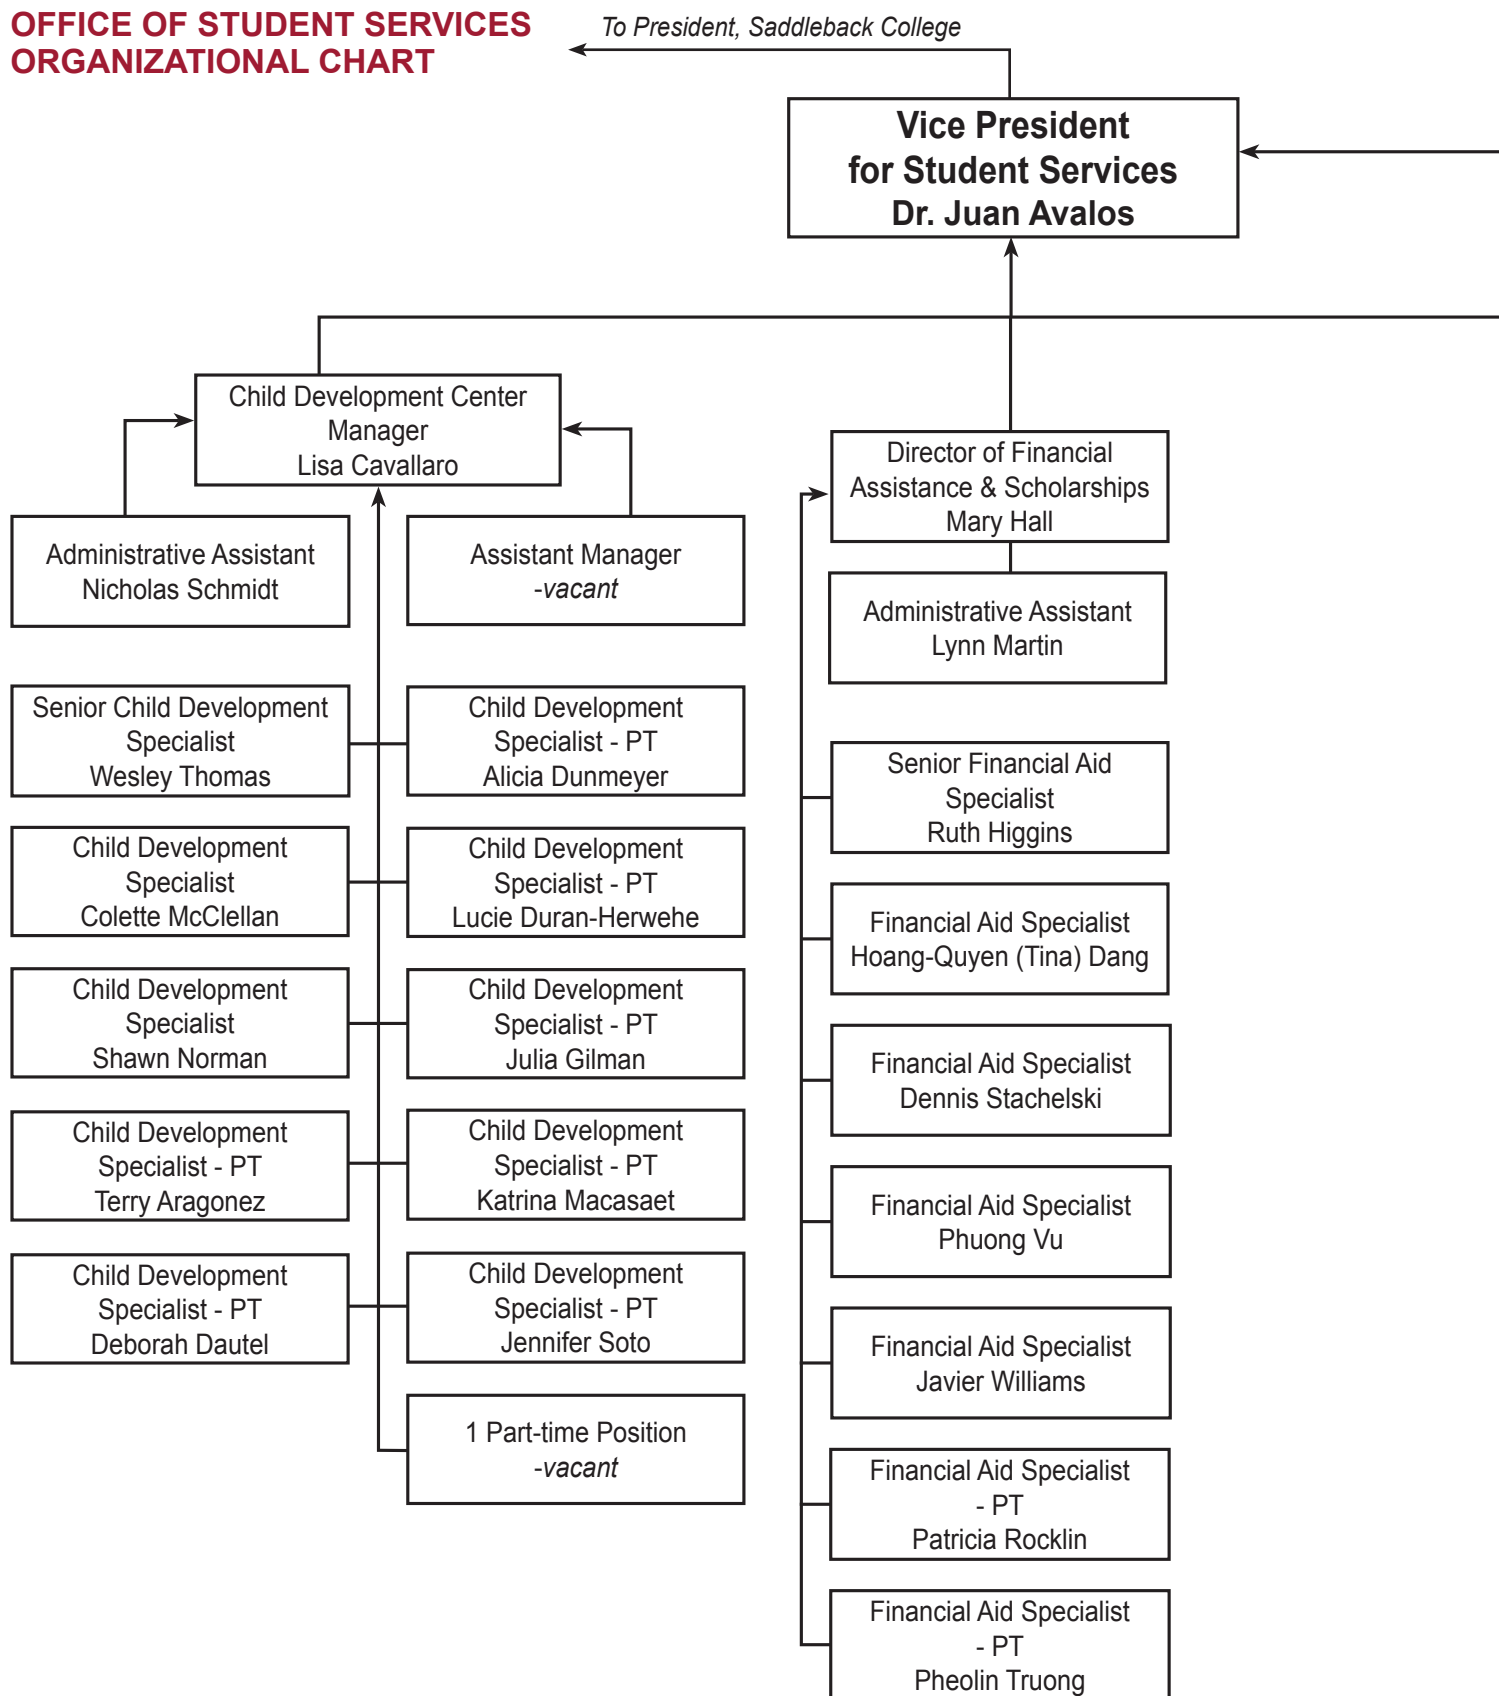 OFFICE OF STUDENT SERVICES
ORGANIZATIONAL CHART
To President, Saddleback College
Vice President
for Student Services
Dr. Juan Avalos
Child Development Center
Manager
Lisa Cavallaro
Administrative Assistant
Nicholas Schmidt
Assistant Manager
-vacant
Senior Child Development
Specialist
Wesley Thomas
Child Development
Specialist - PT
Alicia Dunmeyer
Child Development
Specialist
Colette McClellan
Child Development
Specialist - PT
Lucie Duran-Herwehe
Child Development
Specialist
Shawn Norman
Child Development
Specialist - PT
Julia Gilman
Child Development
Specialist - PT
Terry Aragonez
Child Development
Specialist - PT
Katrina Macasaet
Child Development
Specialist - PT
Deborah Dautel
Child Development
Specialist - PT
Jennifer Soto
1 Part-time Position
-vacant
Director of Financial
Assistance & Scholarships
Mary Hall
Administrative Assistant
Lynn Martin
Senior Financial Aid
Specialist
Ruth Higgins
Financial Aid Specialist
Hoang-Quyen (Tina) Dang
Financial Aid Specialist
Dennis Stachelski
Financial Aid Specialist
Phuong Vu
Financial Aid Specialist
Javier Williams
Financial Aid Specialist
- PT
Patricia Rocklin
Financial Aid Specialist
- PT
Pheolin Truong